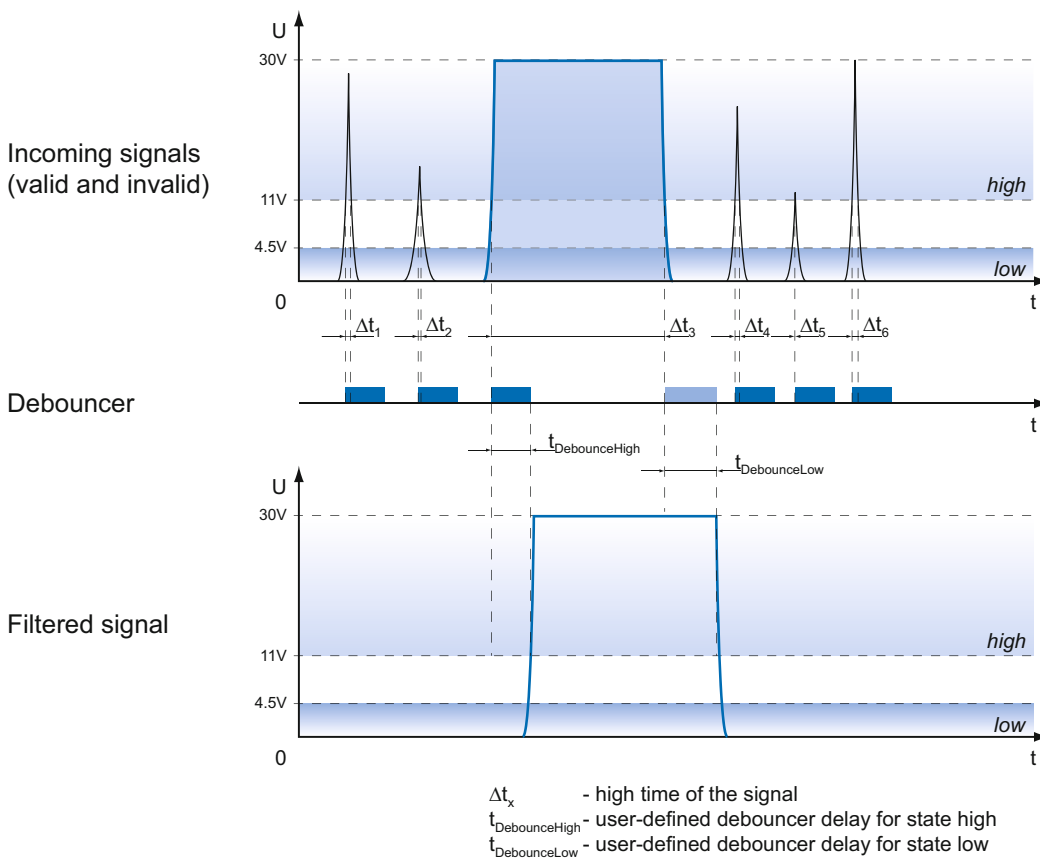 U
30V
Incoming signals
(valid and invalid)
high
11V
4.5V
low
0
t
Δt1
Δt2
Δt3
Δt4
Δt5
Δt6
Debouncer
t
tDebounceHigh
tDebounceLow
U
30V
Filtered signal
high
11V
4.5V
low
0
t
Δtx - high time of the signal
tDebounceHigh - user-defined debouncer delay for state high
tDebounceLow - user-defined debouncer delay for state low